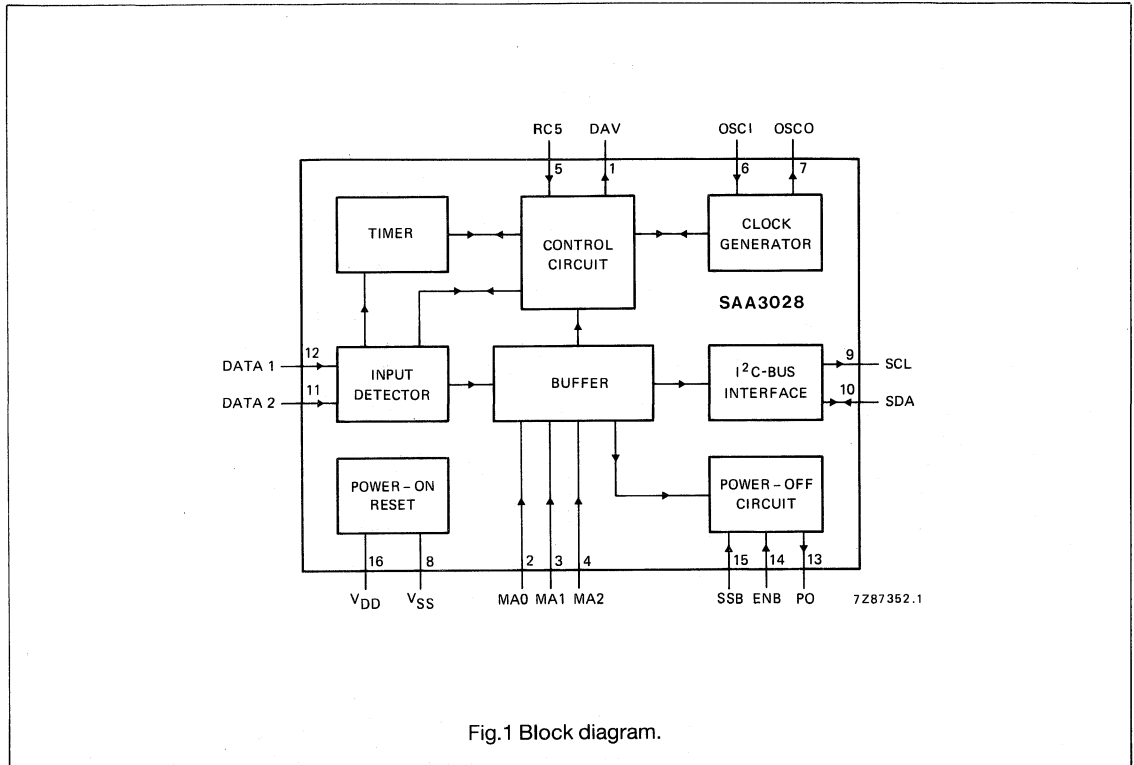 RC5 DAV OSCI OSCO
5 1 6 7
TIMER
CONTROL
CIRCUIT
CLOCK
GENERATOR
SAA3028
DATA 1 12
DATA 2 11
INPUT
DETECTOR
BUFFER
I²C-BUS
INTERFACE
9 SCL
10 SDA
POWER-ON
RESET
POWER-OFF
CIRCUIT
16 8 2 3 4 15 14 13
VDD VSS MA0 MA1 MA2 SSB ENB PO 7Z87352.1
Fig.1 Block diagram.